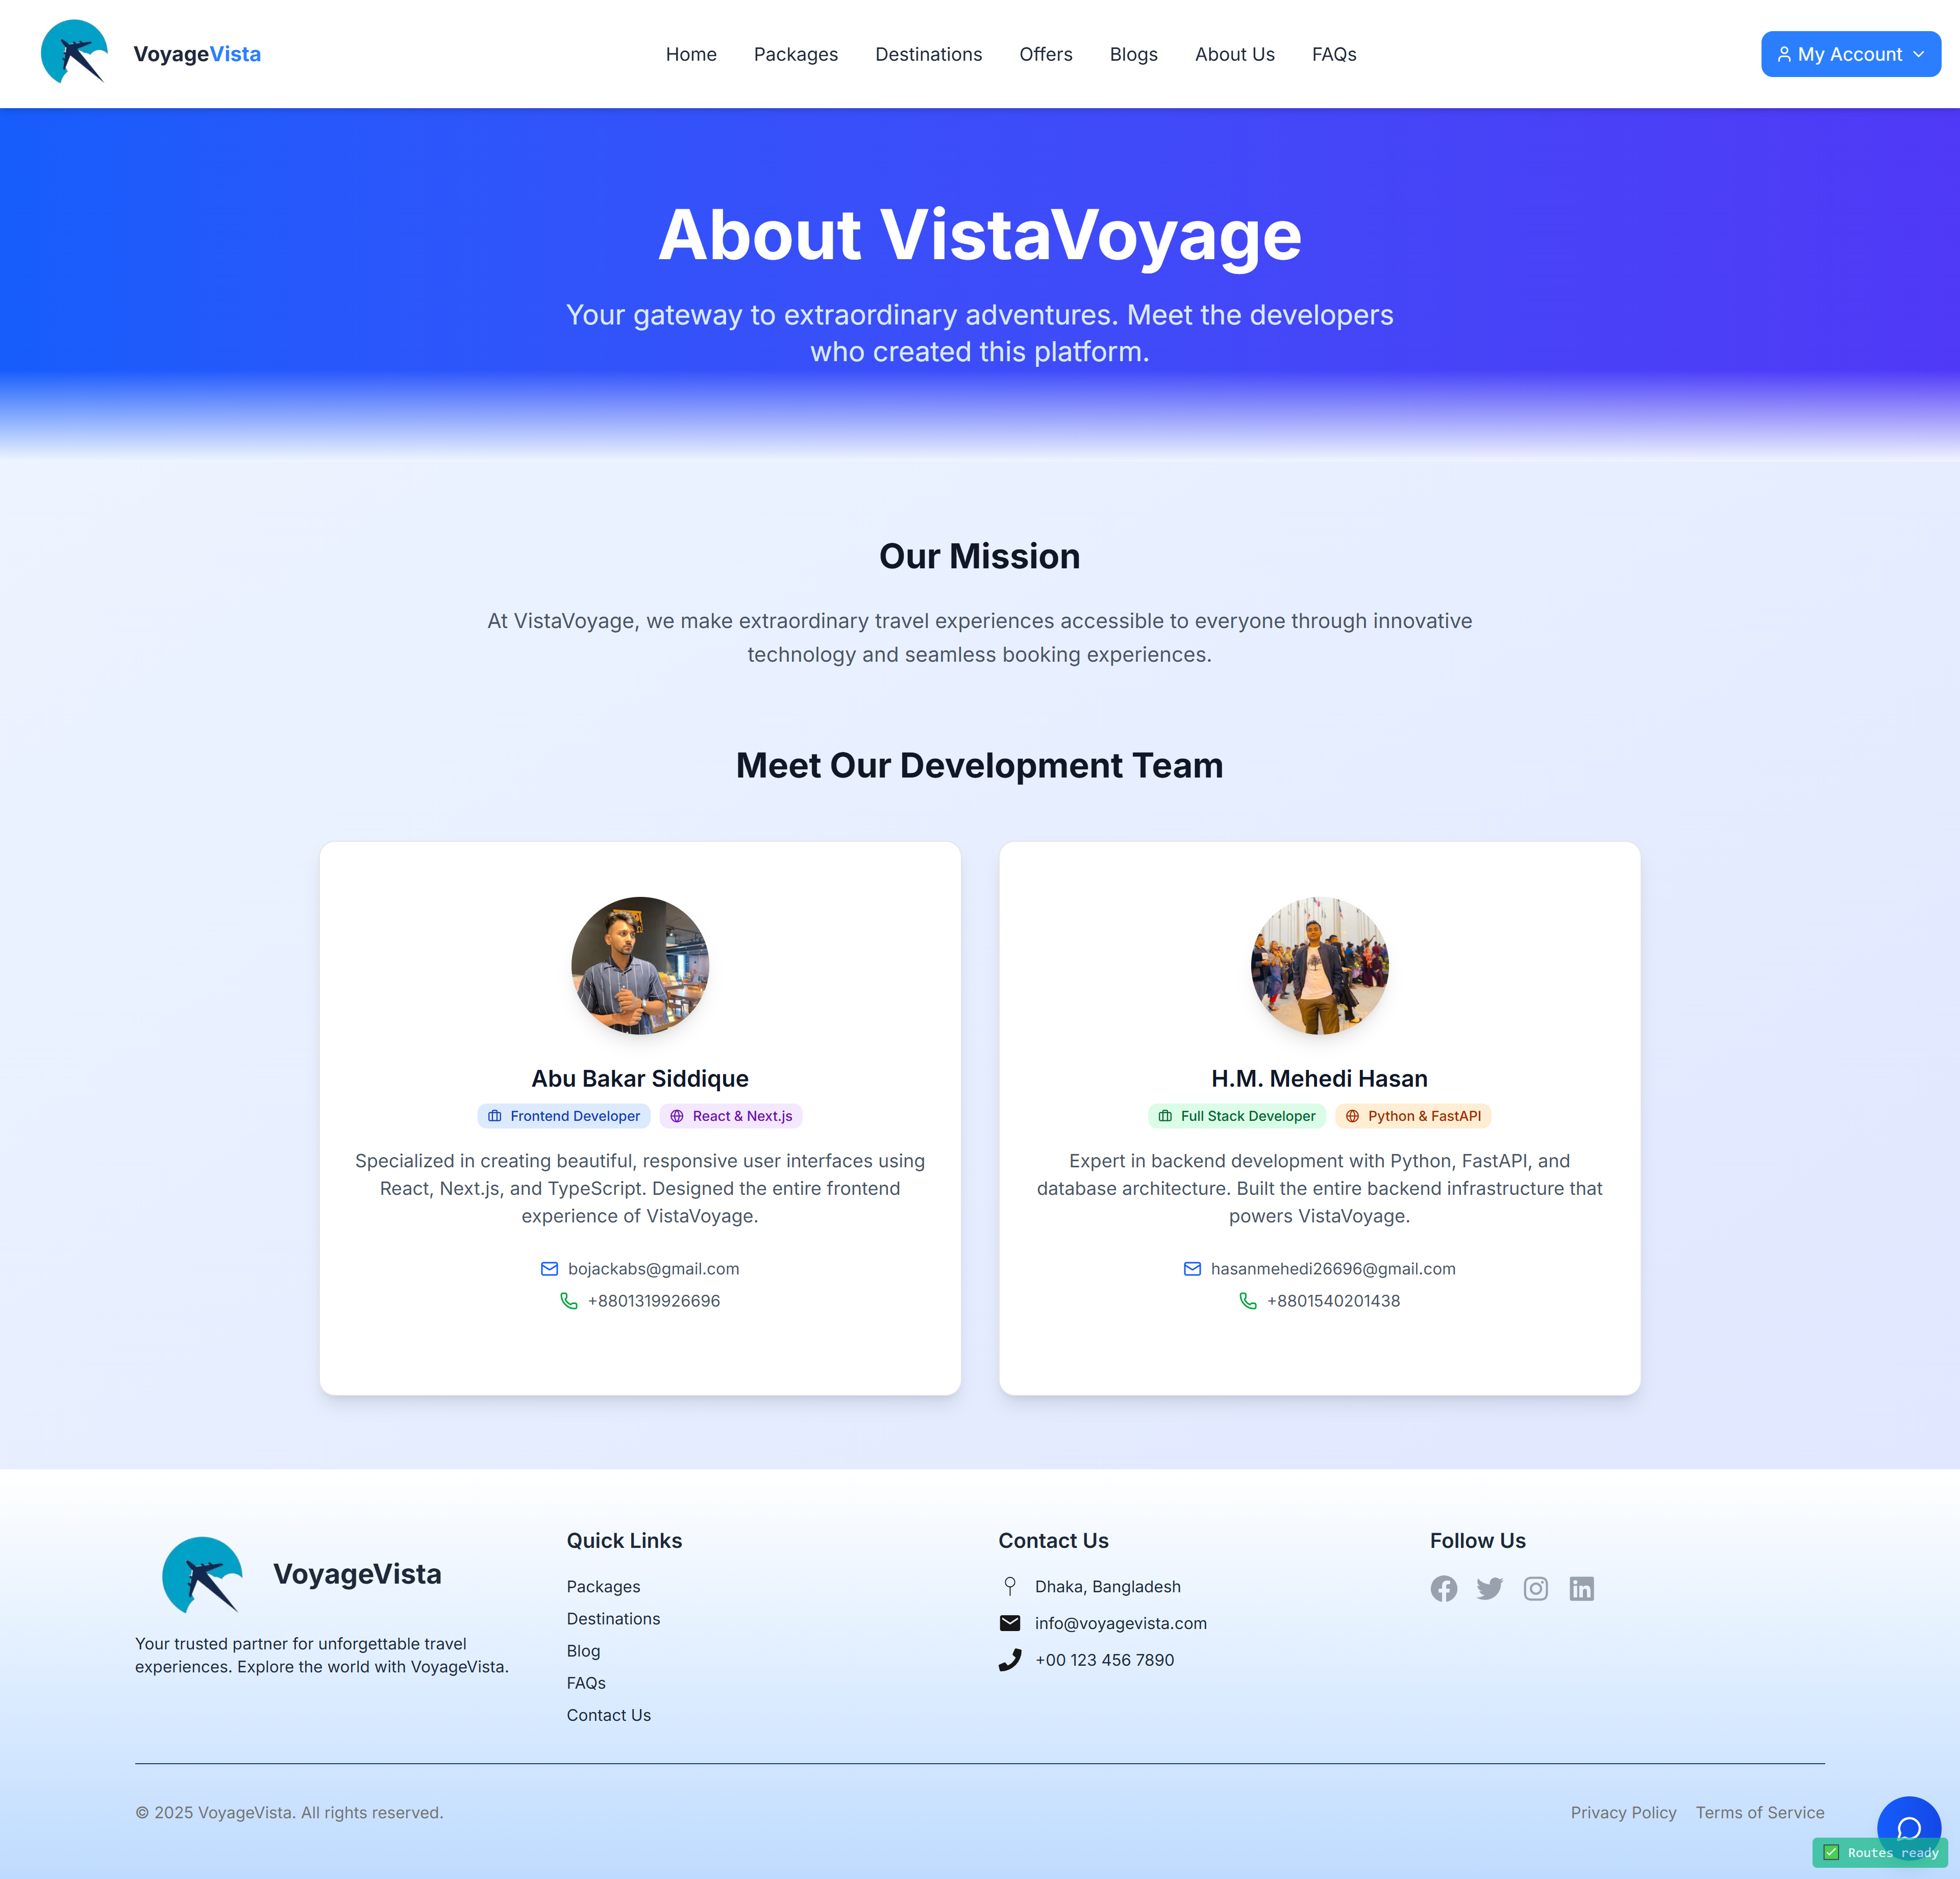 VoyageVista
Home
Packages
Destinations
Offers
Blogs
About Us
FAQs
My Account
About VistaVoyage
Your gateway to extraordinary adventures. Meet the developers
who created this platform.
Our Mission
At VistaVoyage, we make extraordinary travel experiences accessible to everyone through innovative
technology and seamless booking experiences.
Meet Our Development Team
Abu Bakar Siddique
Frontend Developer
React & Next.js
Specialized in creating beautiful, responsive user interfaces using
React, Next.js, and TypeScript. Designed the entire frontend
experience of VistaVoyage.
bojackabs@gmail.com
+8801319926696
H.M. Mehedi Hasan
Full Stack Developer
Python & FastAPI
Expert in backend development with Python, FastAPI, and
database architecture. Built the entire backend infrastructure that
powers VistaVoyage.
hasanmehedi26696@gmail.com
+8801540201438
VoyageVista
Your trusted partner for unforgettable travel
experiences. Explore the world with VoyageVista.
Quick Links
Packages
Destinations
Blog
FAQs
Contact Us
Contact Us
Dhaka, Bangladesh
info@voyagevista.com
+00 123 456 7890
Follow Us
© 2025 VoyageVista. All rights reserved.
Privacy Policy
Terms of Service
✅ Routes ready